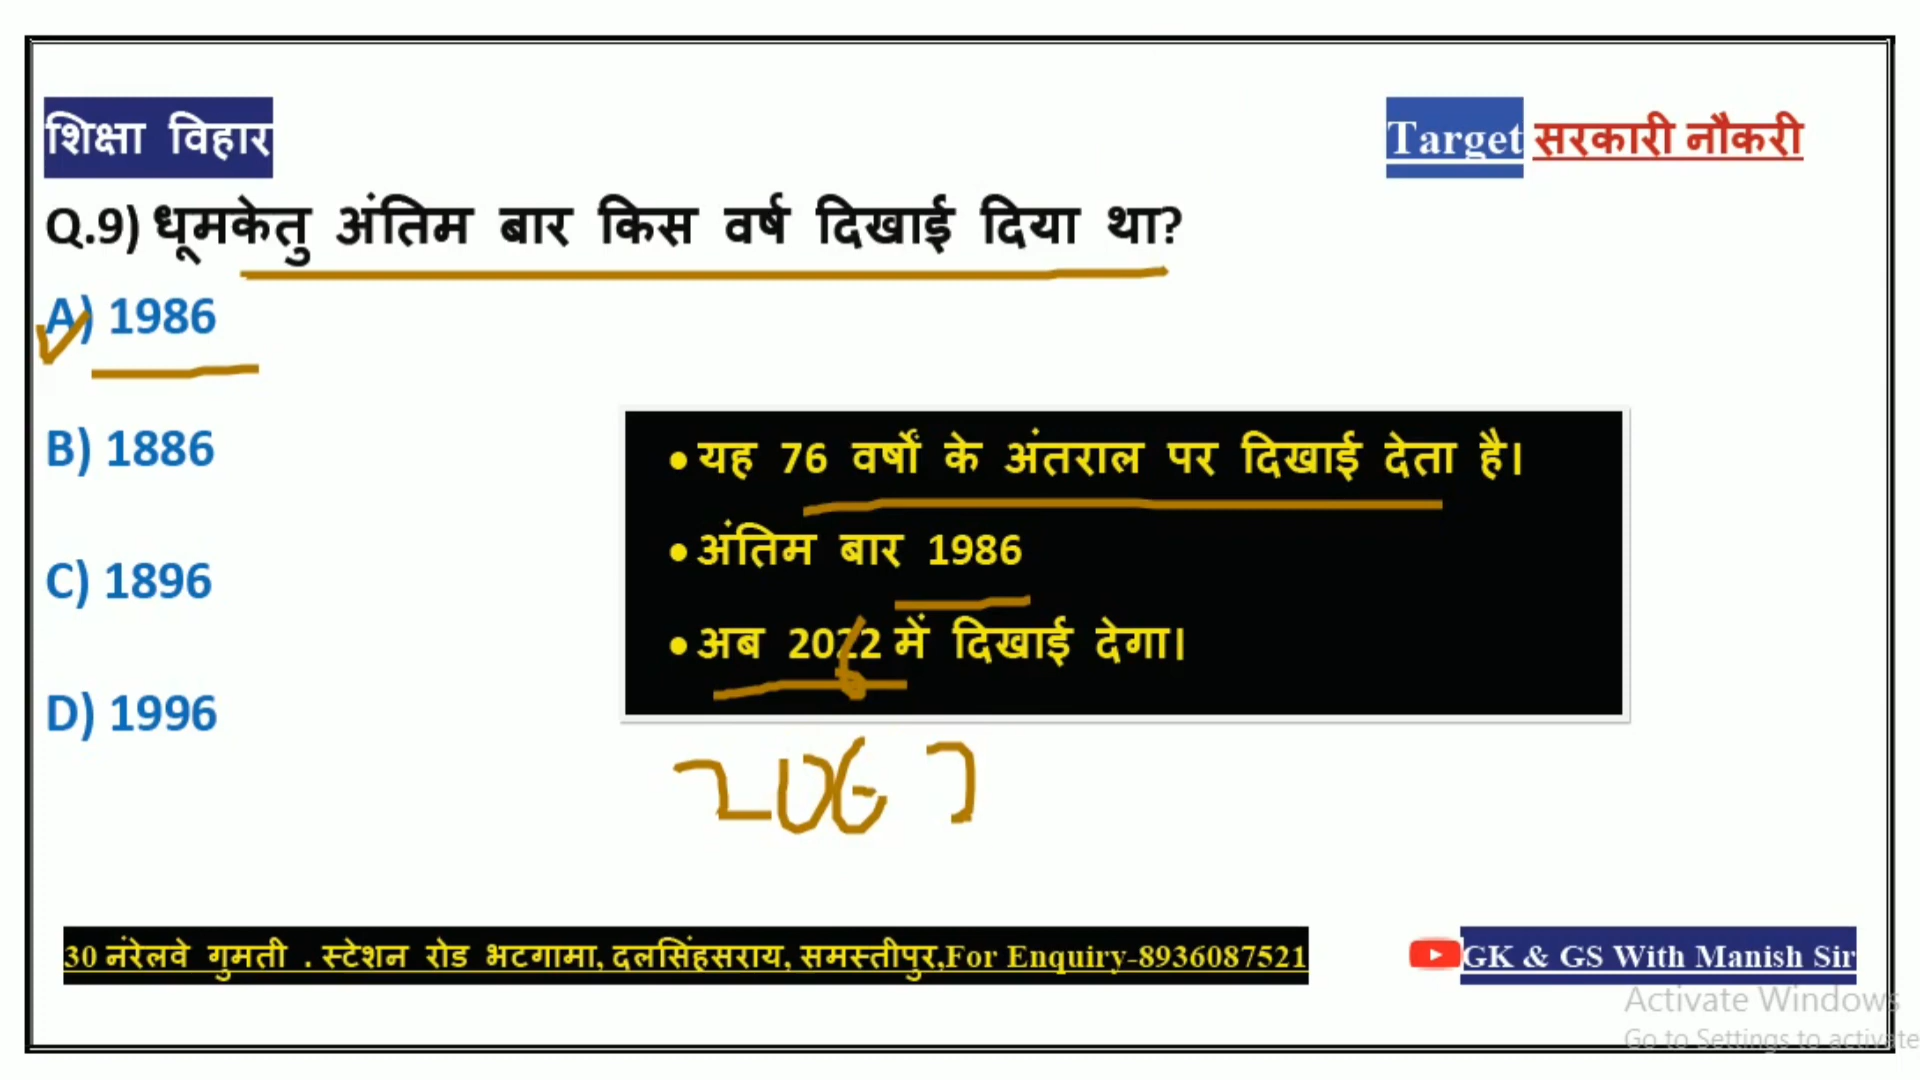 शिक्षा विहार
Target सरकारी नौकरी
Q.9) धूमकेतु अंतिम बार किस वर्ष दिखाई दिया था?
A) 1986
B) 1886
C) 1896
D) 1996
• यह 76 वर्षों के अंतराल पर दिखाई देता है।
• अंतिम बार 1986
• अब 2022 में दिखाई देगा।
206
30 नंरेलवे गुमती . स्टेशन रोड भटगामा, दलसिंहसराय, समस्तीपुर,For Enquiry-8936087521
GK & GS With Manish Sir
Activate Windows
Go to Settings to activate